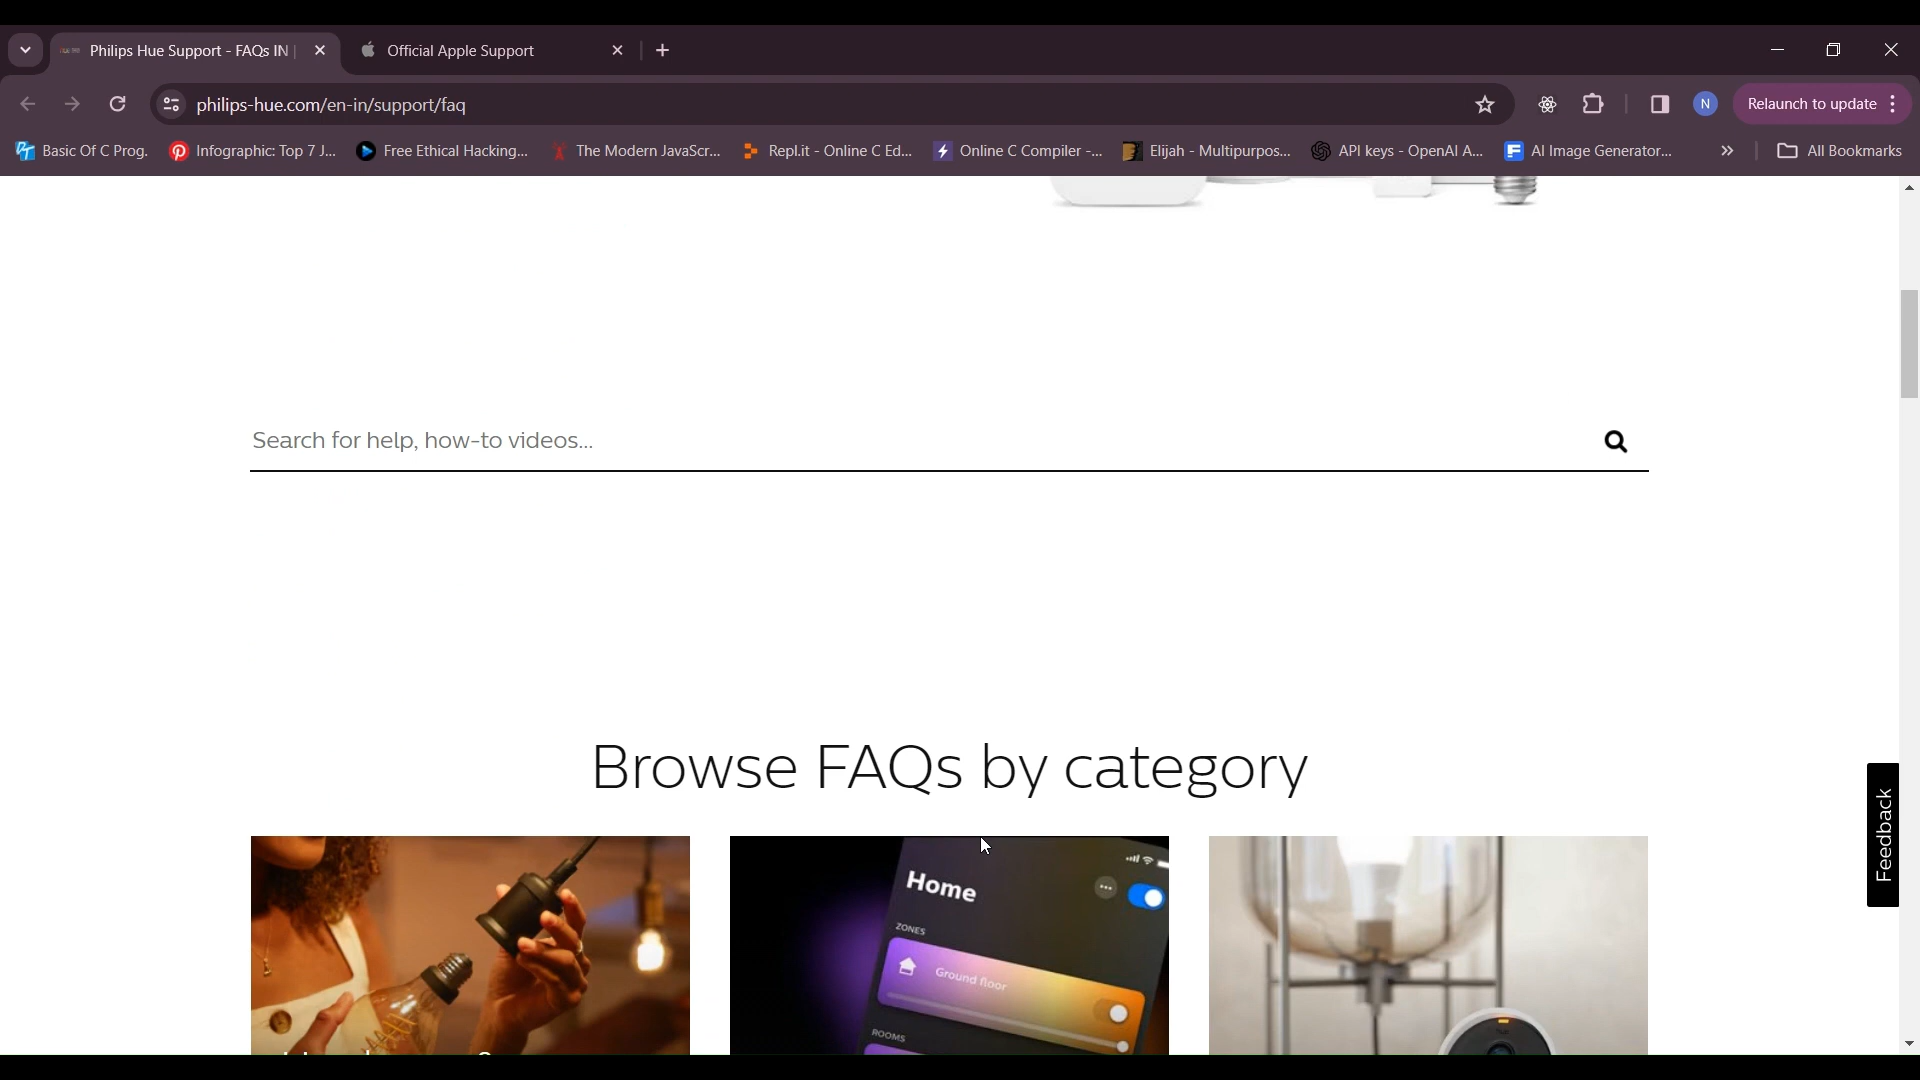 Philips Hue Support - FAQs IN |
Official Apple Support
philips-hue.com/en-in/support/faq
N
Relaunch to update
Basic Of C Prog.
Infographic: Top 7 J...
Free Ethical Hacking...
The Modern JavaScr...
Repl.it - Online C Ed...
Online C Compiler -...
Elijah - Multipurpos...
API keys - OpenAI A...
AI Image Generator...
All Bookmarks
Search for help, how-to videos...
Browse FAQs by category
Home
ZONES
Ground floor
ROOMS
Feedback